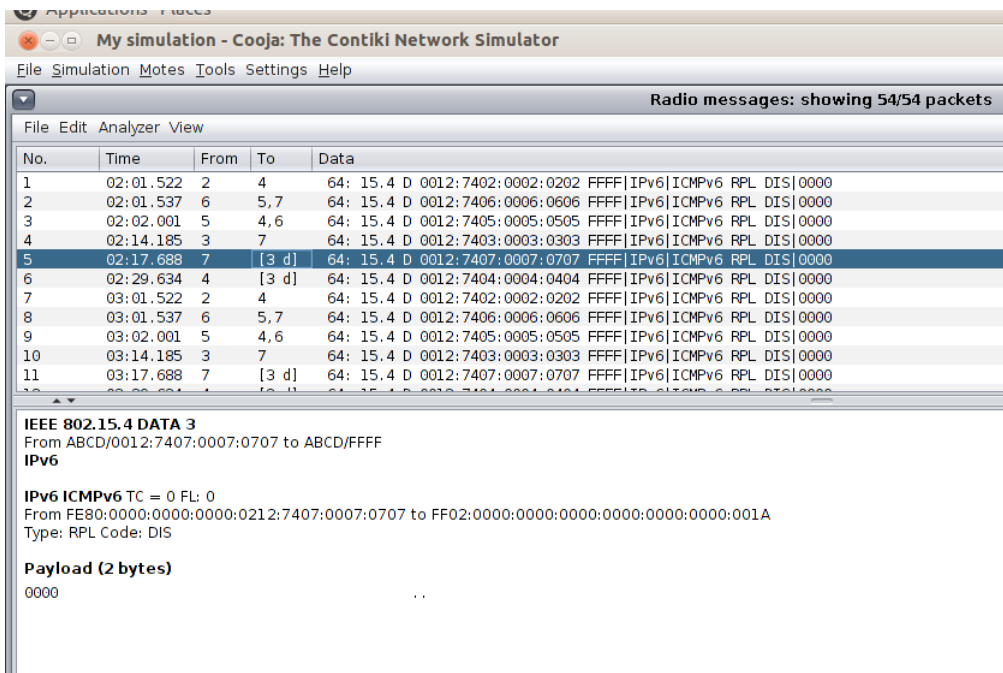 Applications Places
My simulation - Cooja: The Contiki Network Simulator
File Simulation Motes Tools Settings Help
Radio messages: showing 54/54 packets
File Edit Analyzer View
No. Time From To Data
1 02:01.522 2 4 64: 15.4 D 0012:7402:0002:0202 FFFF|IPv6|ICMPv6 RPL DIS|0000
2 02:01.537 6 5,7 64: 15.4 D 0012:7406:0006:0606 FFFF|IPv6|ICMPv6 RPL DIS|0000
3 02:02.001 5 4,6 64: 15.4 D 0012:7405:0005:0505 FFFF|IPv6|ICMPv6 RPL DIS|0000
4 02:14.185 3 7 64: 15.4 D 0012:7403:0003:0303 FFFF|IPv6|ICMPv6 RPL DIS|0000
5 02:17.688 7 [3 d] 64: 15.4 D 0012:7407:0007:0707 FFFF|IPv6|ICMPv6 RPL DIS|0000
6 02:29.634 4 [3 d] 64: 15.4 D 0012:7404:0004:0404 FFFF|IPv6|ICMPv6 RPL DIS|0000
7 03:01.522 2 4 64: 15.4 D 0012:7402:0002:0202 FFFF|IPv6|ICMPv6 RPL DIS|0000
8 03:01.537 6 5,7 64: 15.4 D 0012:7406:0006:0606 FFFF|IPv6|ICMPv6 RPL DIS|0000
9 03:02.001 5 4,6 64: 15.4 D 0012:7405:0005:0505 FFFF|IPv6|ICMPv6 RPL DIS|0000
10 03:14.185 3 7 64: 15.4 D 0012:7403:0003:0303 FFFF|IPv6|ICMPv6 RPL DIS|0000
11 03:17.688 7 [3 d] 64: 15.4 D 0012:7407:0007:0707 FFFF|IPv6|ICMPv6 RPL DIS|0000
IEEE 802.15.4 DATA 3
From ABCD/0012:7407:0007:0707 to ABCD/FFFF
IPv6
IPv6 ICMPv6 TC = 0 FL: 0
From FE80:0000:0000:0000:0212:7407:0007:0707 to FF02:0000:0000:0000:0000:0000:0000:001A
Type: RPL Code: DIS
Payload (2 bytes)
0000 ..